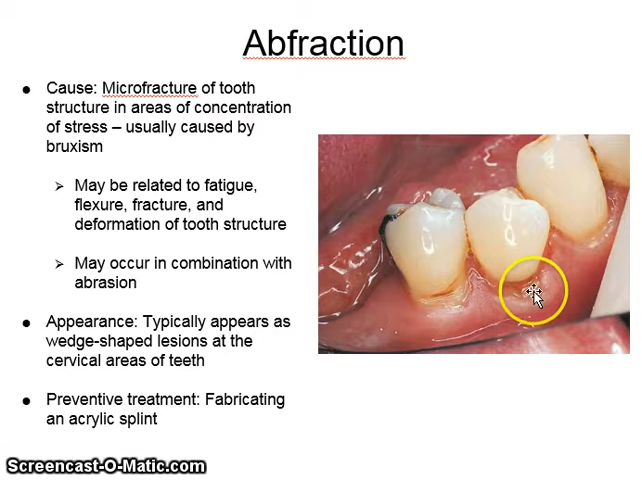 Abfraction
● Cause: Microfracture of tooth
structure in areas of concentration
of stress – usually caused by
bruxism
➢ May be related to fatigue,
flexure, fracture, and
deformation of tooth structure
➢ May occur in combination with
abrasion
● Appearance: Typically appears as
wedge-shaped lesions at the
cervical areas of teeth
● Preventive treatment: Fabricating
an acrylic splint
Screencast-O-Matic.com